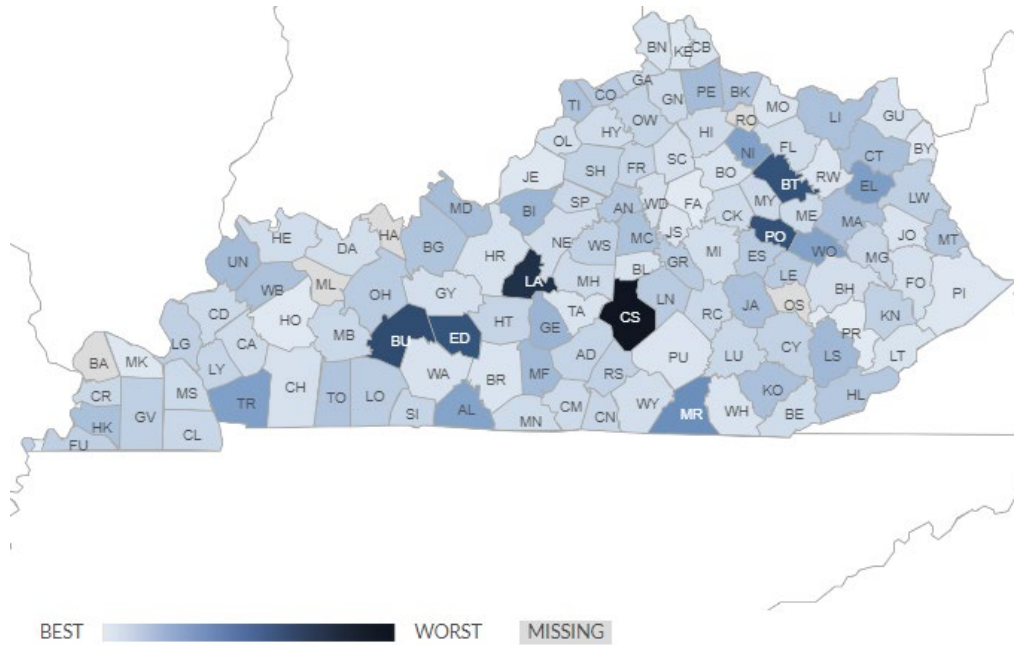 BN KE CB
GA
TI CO PE BK MO
GN GU
OW RO LI
OL HY HI
NI FL CT BY
SC
JE SH FR BO BT RW EL
LW
MD BI SP AN WD FA CK MY ME MA
HA JS PO JO MT
HE DA BG NE WS MC MI WO
UN HR ES MG
LA MH BL GR LE BH FO PI
WB ML OH GY LN JA OS
CD HO TA CS RC KN
MB HT GE PR
LG CA BU ED AD LU CY LS LT
BA MK LY WA PU
CR MS CH BR MF RS KO HL
TR TO LO
HK GV SI AL CM WY MR WH BE
FU CL MN CN
BEST WORST MISSING